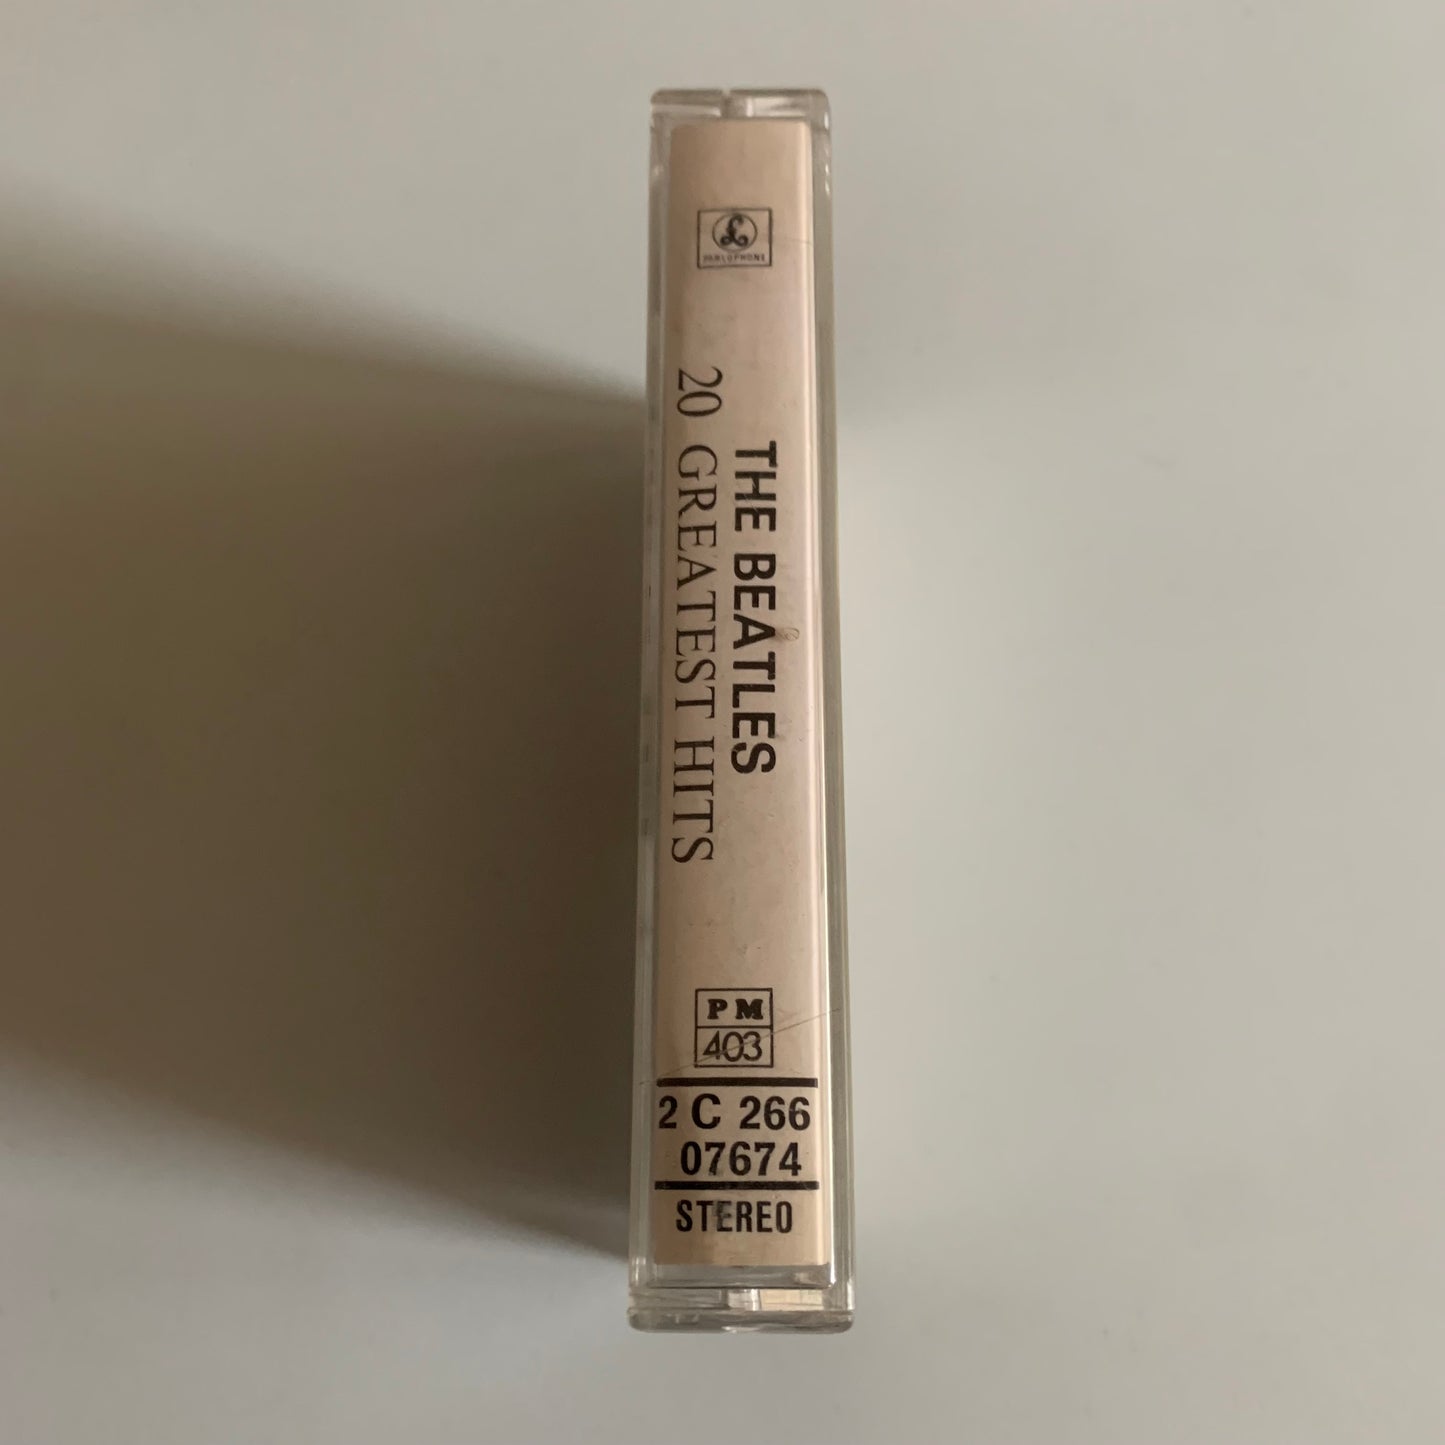 £
PARLOPHONE
THE BEATLES
20 GREATEST HITS
PM
403
2 C 266
07674
STEREO